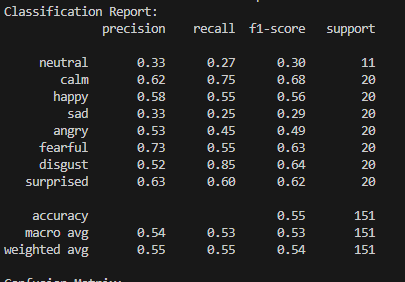 Classification Report:
precision recall f1-score support
neutral 0.33 0.27 0.30 11
calm 0.62 0.75 0.68 20
happy 0.58 0.55 0.56 20
sad 0.33 0.25 0.29 20
angry 0.53 0.45 0.49 20
fearful 0.73 0.55 0.63 20
disgust 0.52 0.85 0.64 20
surprised 0.63 0.60 0.62 20
accuracy 0.55 151
macro avg 0.54 0.53 0.53 151
weighted avg 0.55 0.55 0.54 151
Confusion Matrix: